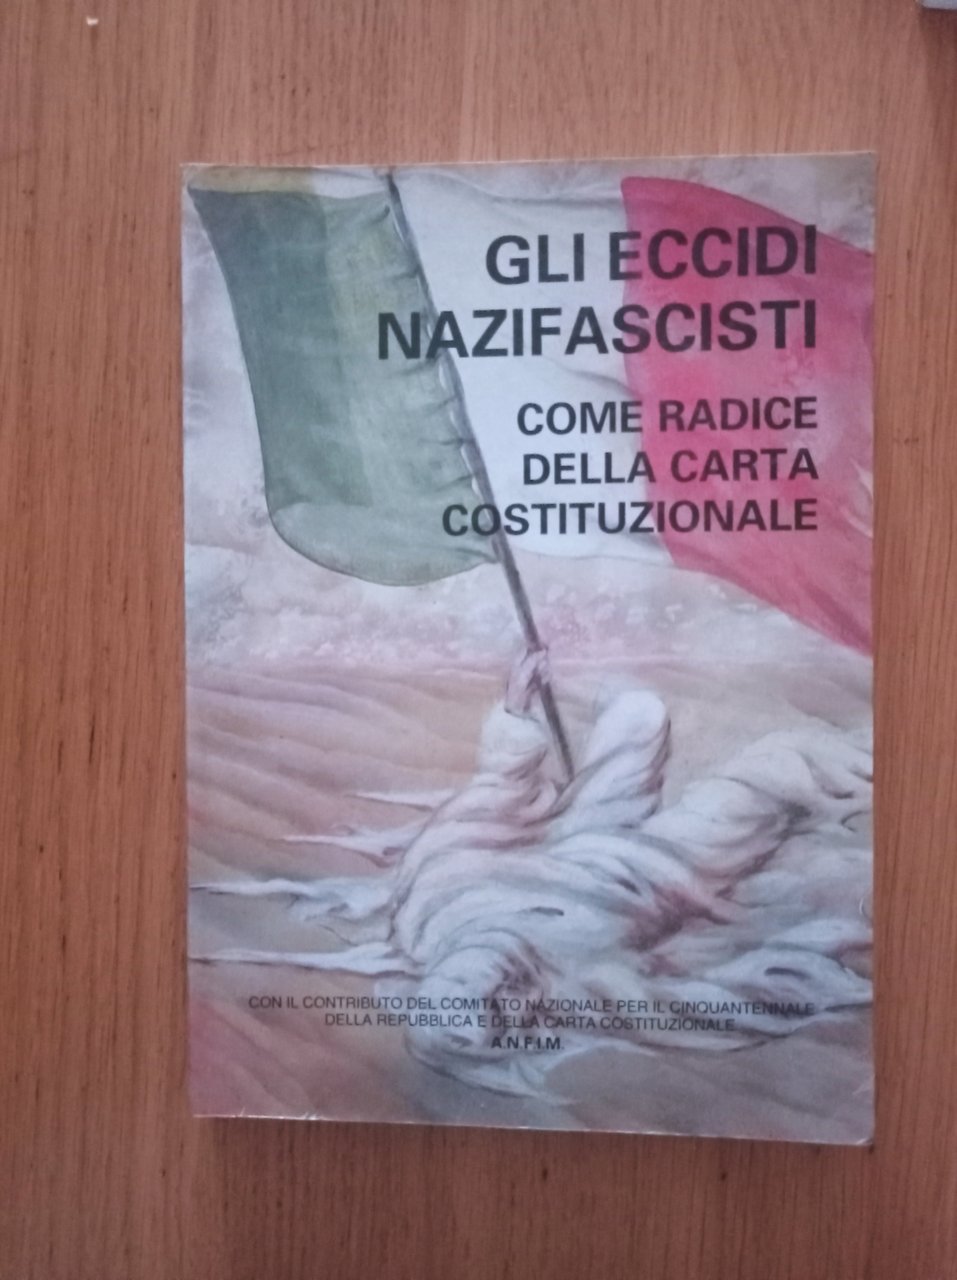 GLI ECCIDI
NAZIFASCISTI
COME RADICE
DELLA CARTA
COSTITUZIONALE
CON IL CONTRIBUTO DEL COMITATO NAZIONALE PER IL CINQUANTENNALE
DELLA REPUBBLICA E DELLA CARTA COSTITUZIONALE
A.N.F.I.M.